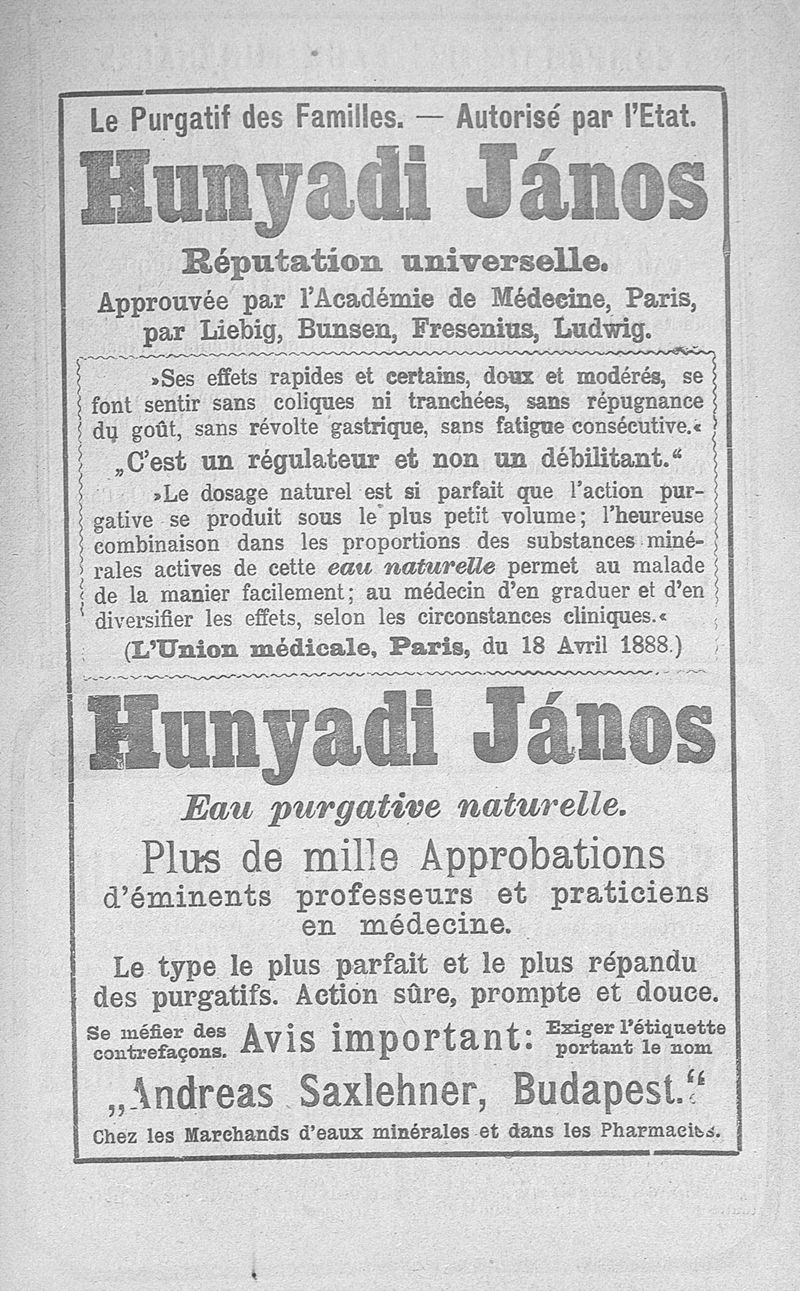 Le Purgatif des Familles. — Autorisé par l'Etat.
Hunyadi János
Réputation universelle.
Approuvée par l'Académie de Médecine, Paris,
par Liebig, Bunsen, Fresenius, Ludwig.
»Ses effets rapides et certains, doux et modérés, se
font sentir sans coliques ni tranchées, sans répugnance
du goût, sans révolte gastrique, sans fatigue consécutive.«
„C'est un régulateur et non un débilitant.“
»Le dosage naturel est si parfait que l'action pur-
gative se produit sous le plus petit volume; l'heureuse
combinaison dans les proportions des substances miné-
rales actives de cette eau naturelle permet au malade
de la manier facilement; au médecin d'en graduer et d'en
diversifier les effets, selon les circonstances cliniques.«
(L'Union médicale, Paris, du 18 Avril 1888.)
Hunyadi János
Eau purgative naturelle.
Plus de mille Approbations
d'éminents professeurs et praticiens
en médecine.
Le type le plus parfait et le plus répandu
des purgatifs. Action sûre, prompte et douce.
Se méfier des
contrefaçons.
Avis important:
Exiger l'étiquette
portant le nom
„Andreas Saxlehner, Budapest.“
Chez les Marchands d'eaux minérales et dans les Pharmacies.